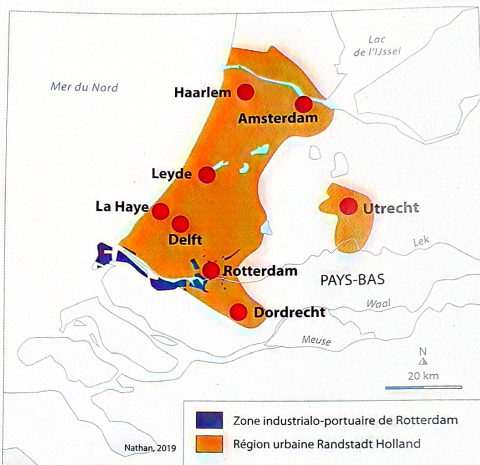 Lac
de l'IJssel
Mer du Nord
Haarlem
Amsterdam
Leyde
La Haye
Utrecht
Delft
Lek
Rotterdam
PAYS-BAS
Waal
Dordrecht
Meuse
N
20 km
Zone industrialo-portuaire de Rotterdam
Nathan, 2019
Région urbaine Randstadt Holland